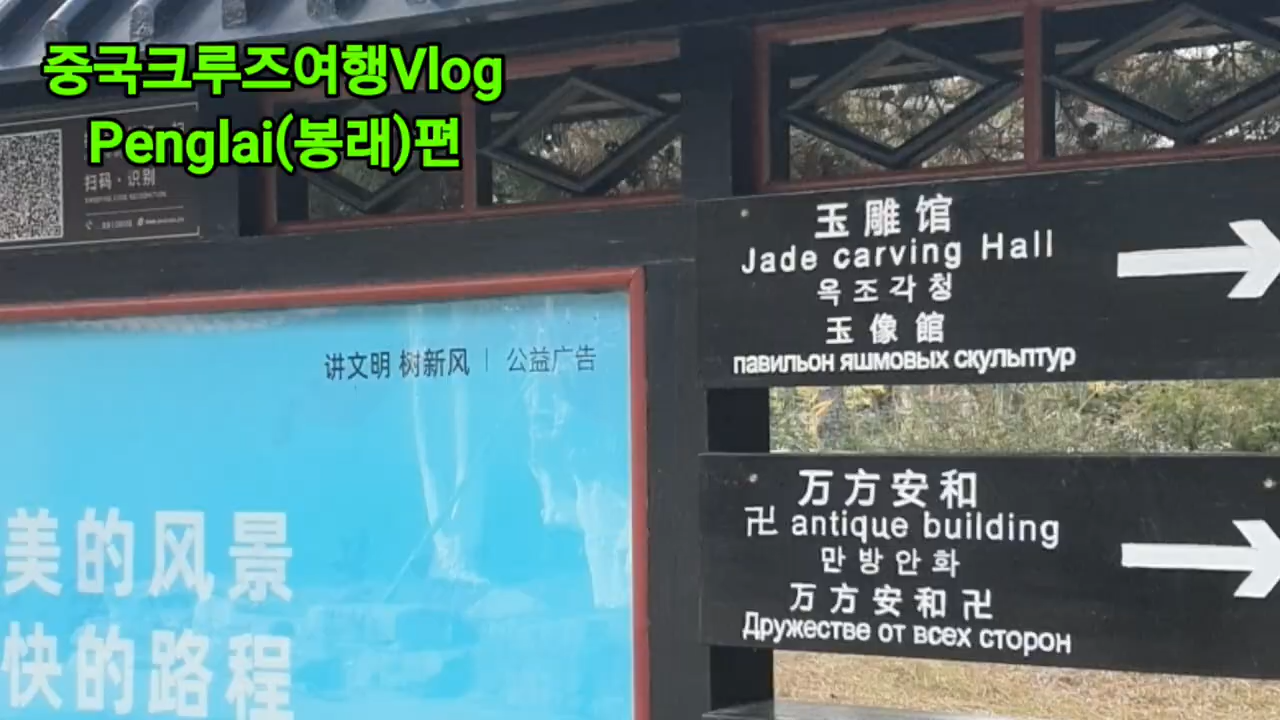 중국크루즈여행Vlog
Penglai(봉래)편
扫码·识别
讲文明 树新风 | 公益广告
美的风景
快的路程
玉雕馆
Jade carving Hall
옥조각청
玉像館
павильон яшмовых скульптур
万方安和
卍 antique building
만방안화
万方安和卍
Дружестве от всех сторон